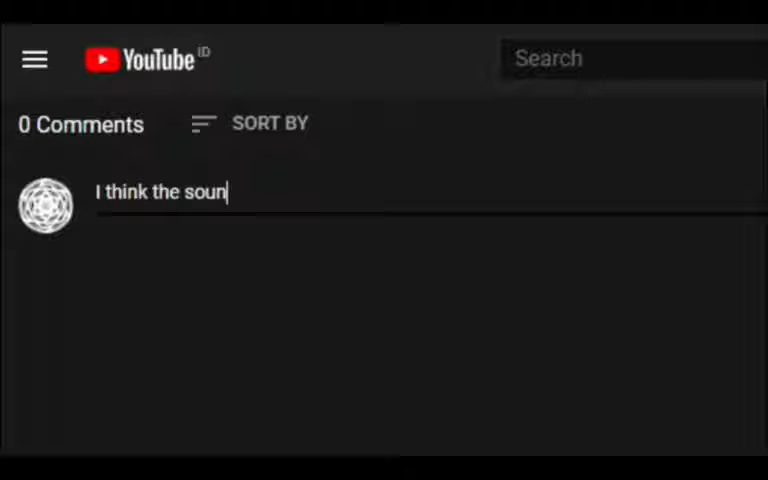 YouTube ID
Search
0 Comments
SORT BY
I think the soun